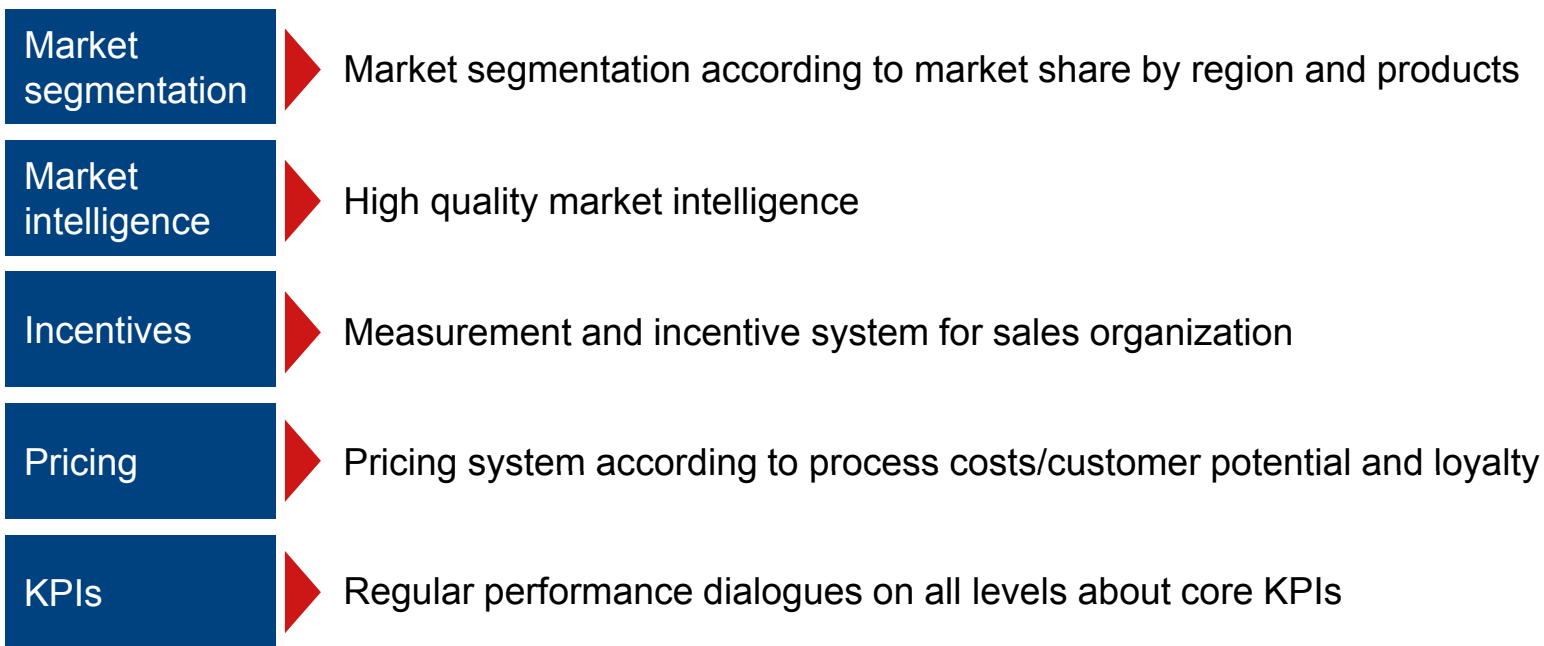 Market
segmentation
Market segmentation according to market share by region and products
Market
intelligence
High quality market intelligence
Incentives
Measurement and incentive system for sales organization
Pricing
Pricing system according to process costs/customer potential and loyalty
KPIs
Regular performance dialogues on all levels about core KPIs